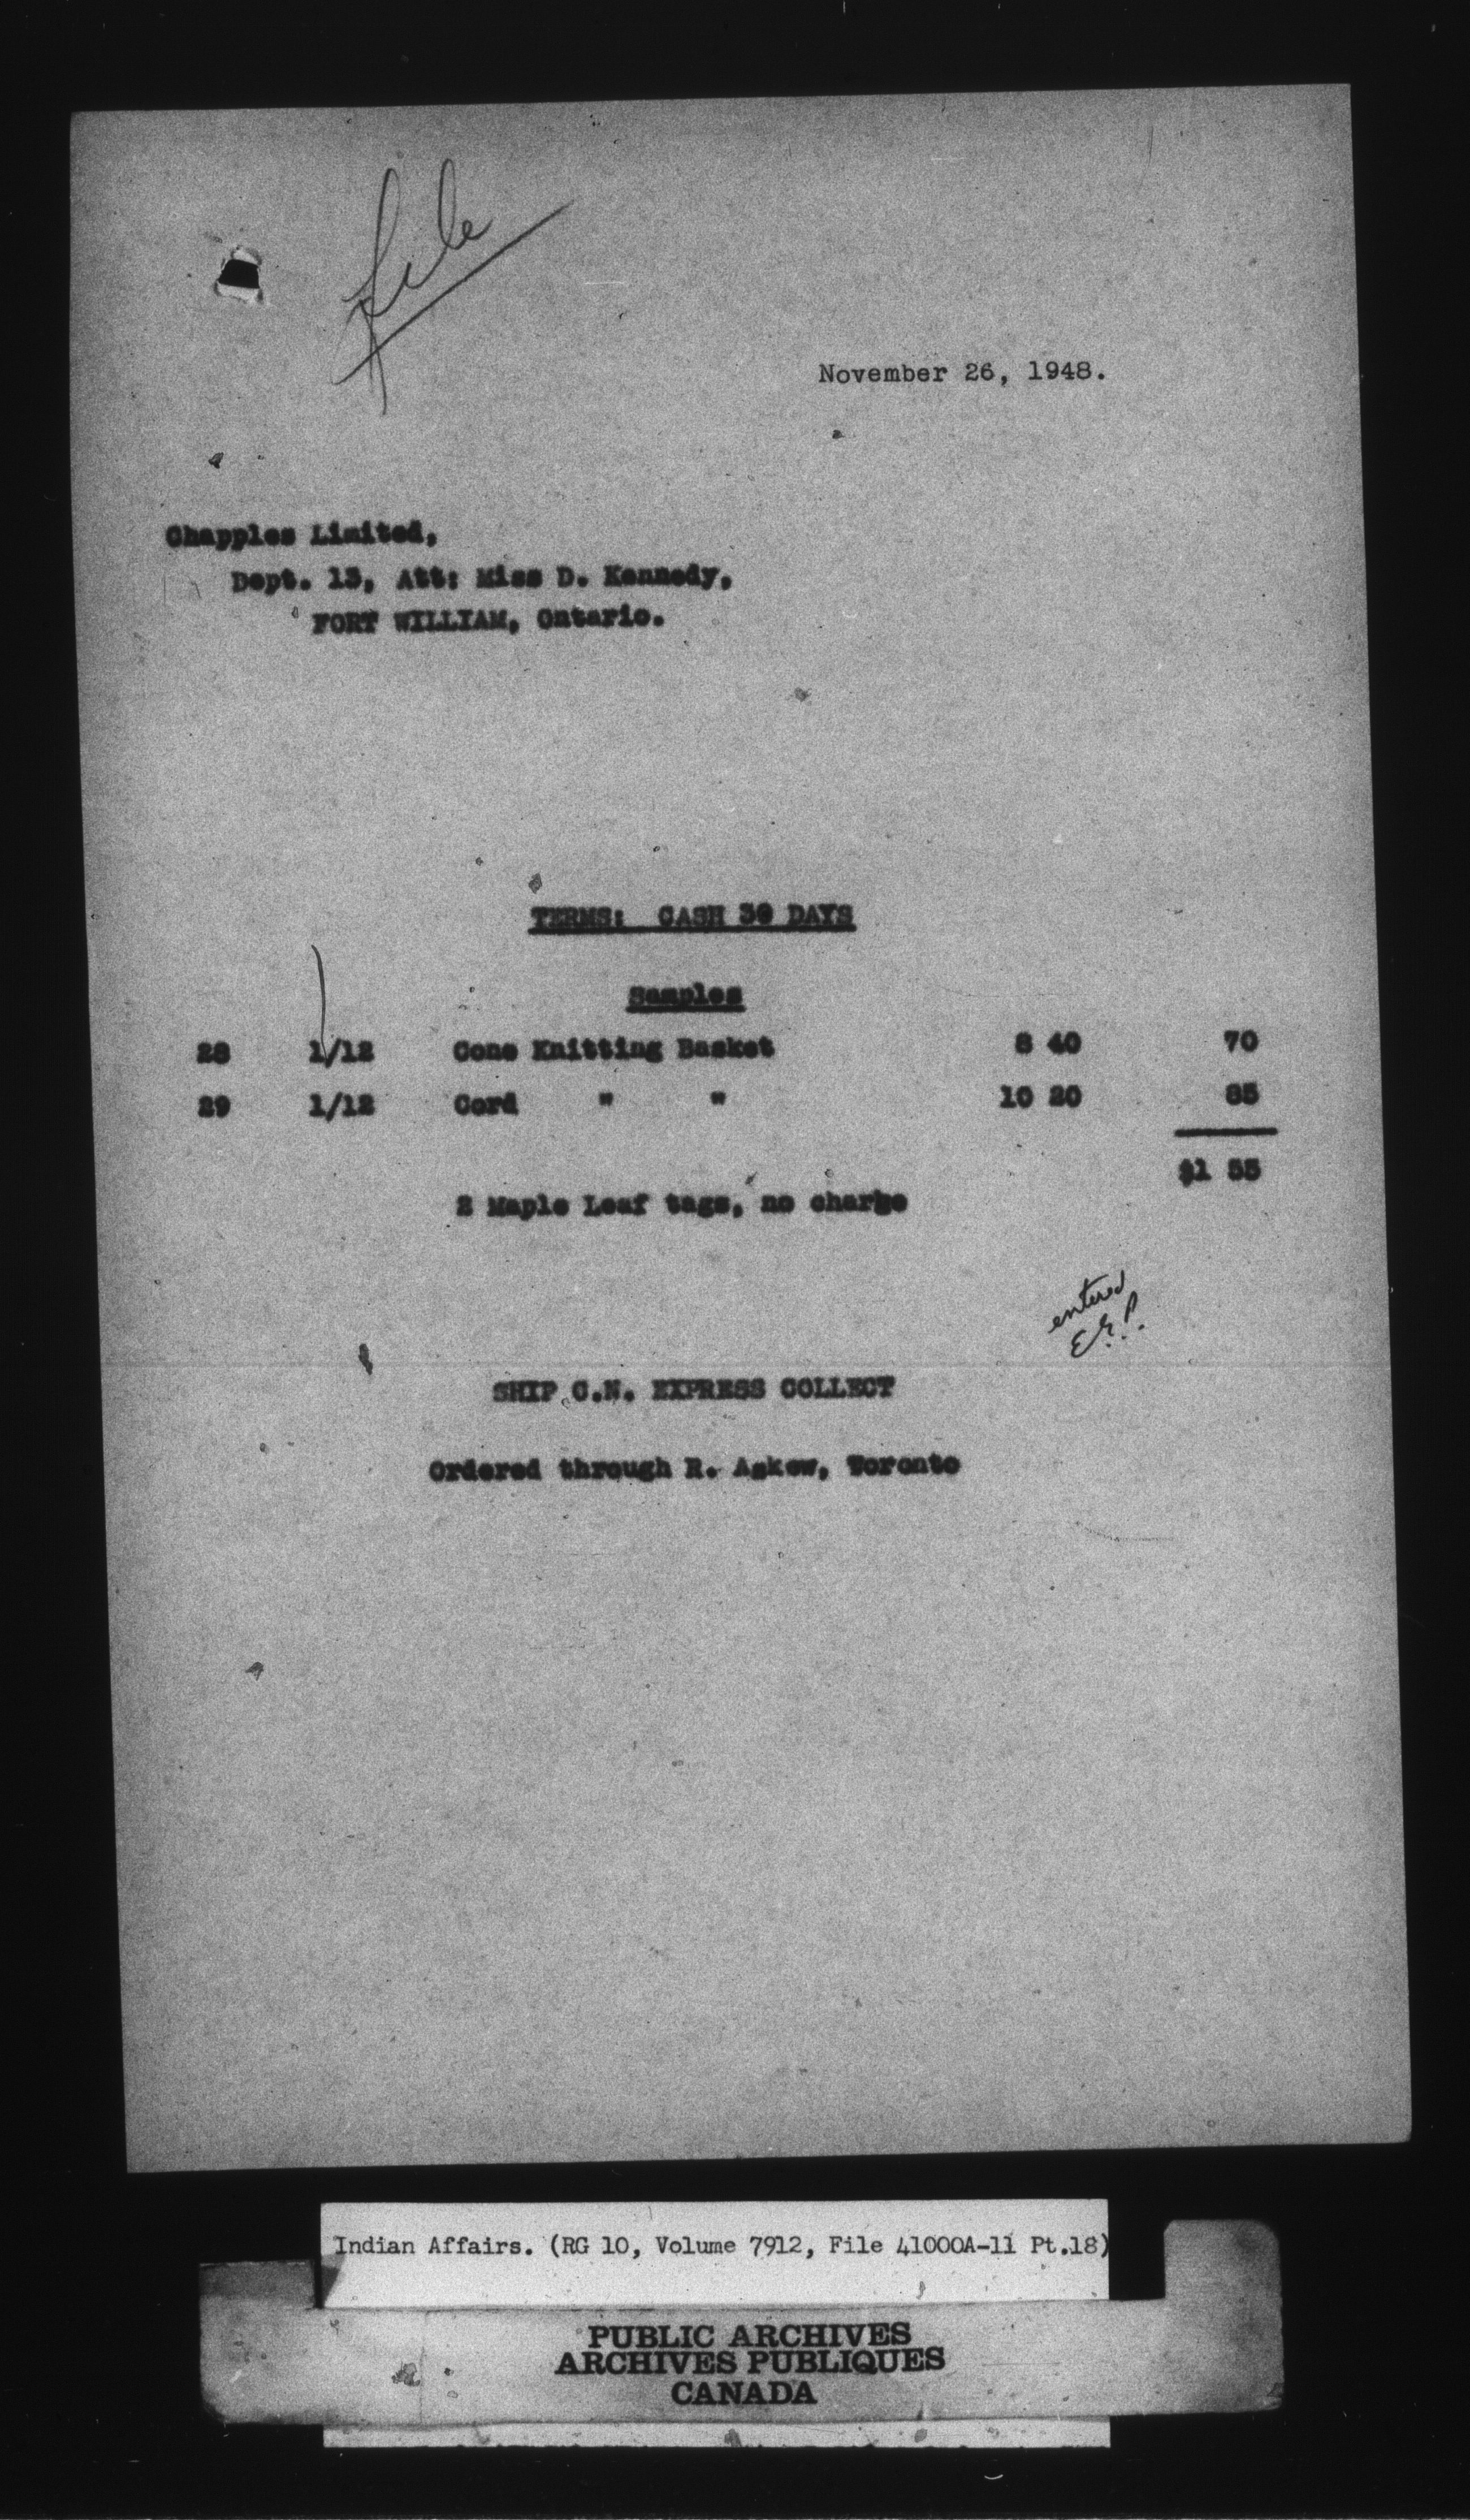 file
November 26, 1948.
Chapples Limited,
Dept. 13, Att: Miss D. Kennedy,
FORT WILLIAM, Ontario.
TERMS: CASH 30 DAYS
Samples
28 1/12 Cone Knitting Basket 8 40 70
29 1/12 Cord " " 10 20 85
$1 55
2 Maple Leaf tags, no charge
entered
E.G.P.
SHIP C.N. EXPRESS COLLECT
Ordered through R. Askew, Toronto
Indian Affairs. (RG 10, Volume 7912, File 41000A-11 Pt.18)
PUBLIC ARCHIVES
ARCHIVES PUBLIQUES
CANADA